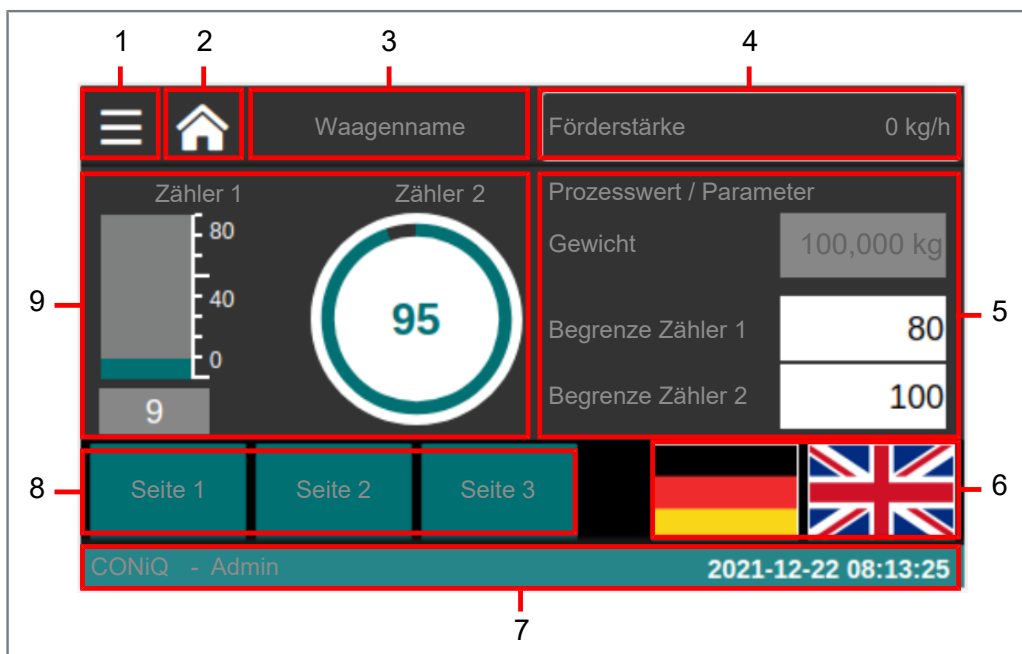 1 2 3 4
Waagenname
Förderstärke 0 kg/h
Zähler 1 Zähler 2
Prozesswert / Parameter
80
Gewicht 100,000 kg
40
9
95
5
Begrenze Zähler 1 80
0
Begrenze Zähler 2 100
9
8
Seite 1 Seite 2 Seite 3
6
CONiQ - Admin 2021-12-22 08:13:25
7